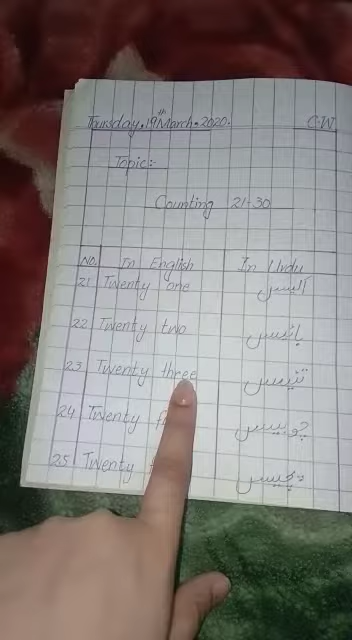 Thursday, 19th March, 2020. C.W
Topic:-
Counting 21-30
No. In English In Urdu
21 Twenty one اکیس
22 Twenty two بائیس
23 Twenty three تئیس
24 Twenty چوبیس
25 Twenty پچیس